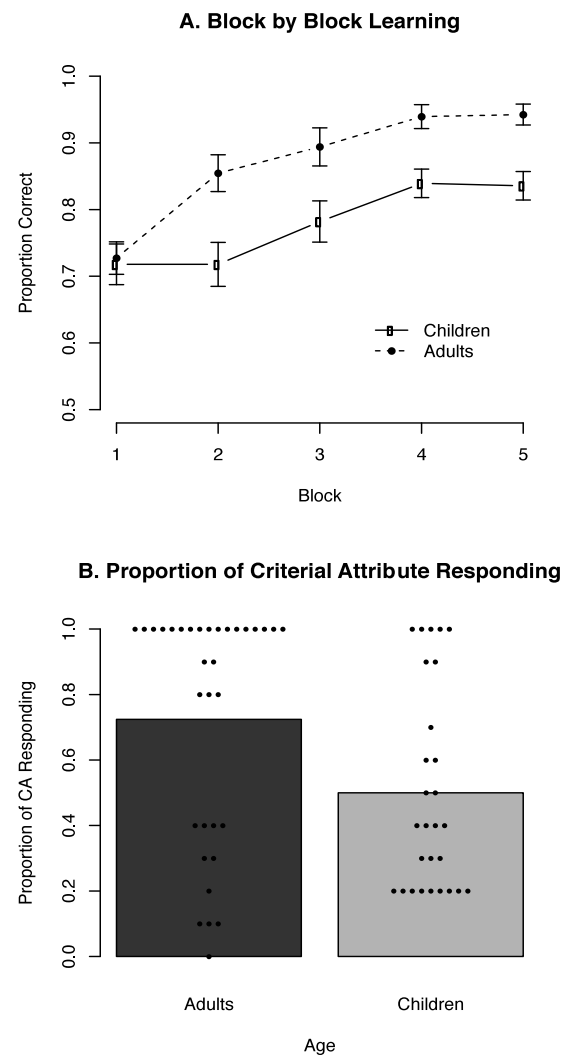 A. Block by Block Learning
1.0
0.9
0.8
0.7
0.6
0.5
Proportion Correct
Children
Adults
1 2 3 4 5
Block
B. Proportion of Criterial Attribute Responding
1.0
0.8
0.6
0.4
0.2
0.0
Proportion of CA Responding
Adults Children
Age